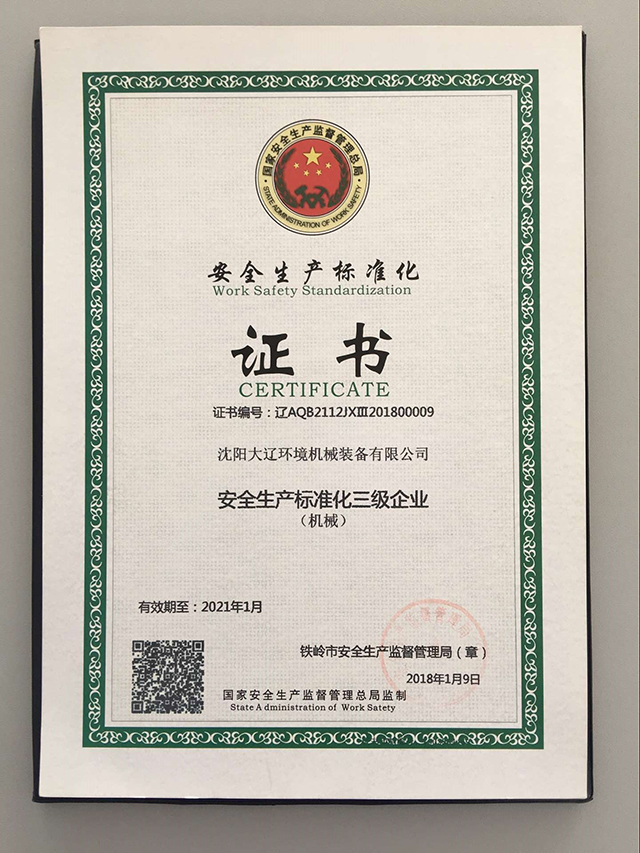 国家安全生产监督管理总局
STATE ADMINISTRATION OF WORK SAFETY
安全生产标准化
Work Safety Standardization
证书
CERTIFICATE
证书编号：辽AQB2112JXⅢ201800009
沈阳大辽环境机械装备有限公司
安全生产标准化三级企业
（机械）
有效期至：2021年1月
铁岭市安全生产监督管理局（章）
2018年1月9日
国家安全生产监督管理总局监制
State Administration of Work Safety